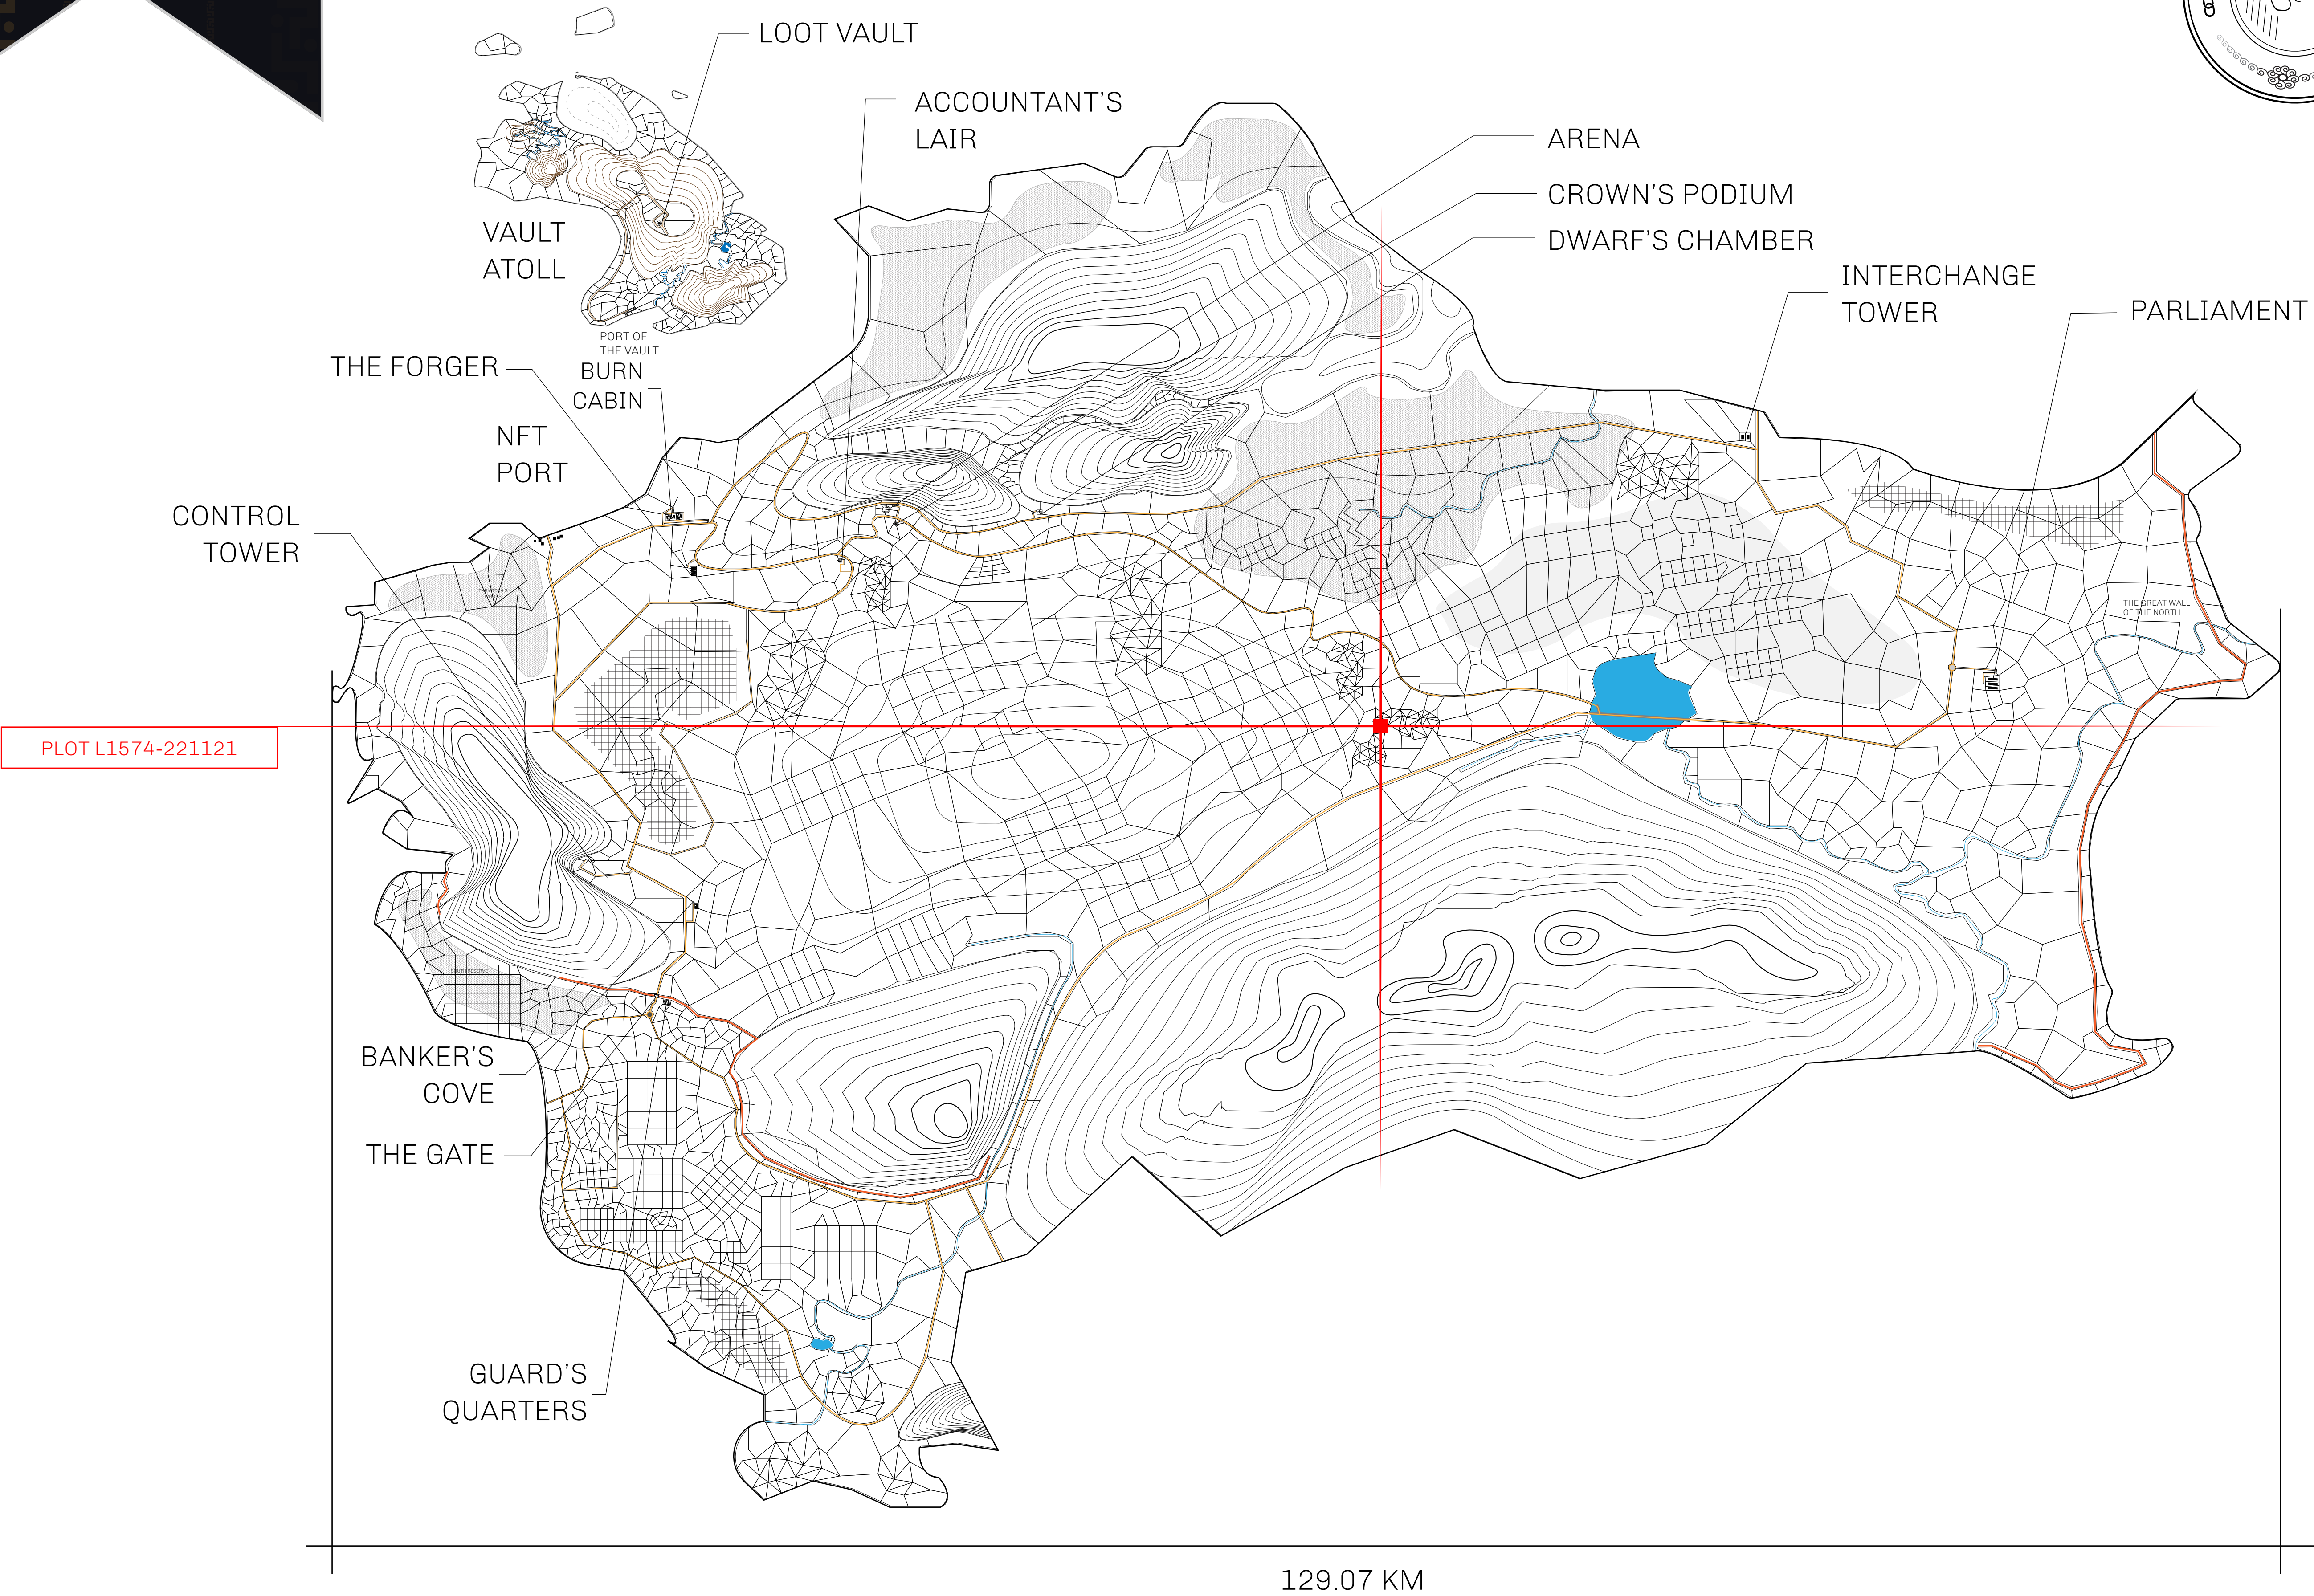 LOOT VAULT
ACCOUNTANT'S
LAIR
ARENA
CROWN'S PODIUM
DWARF'S CHAMBER
INTERCHANGE
TOWER
PARLIAMENT
VAULT
ATOLL
PORT OF
THE VAULT
THE FORGER
BURN
CABIN
NFT
PORT
CONTROL
TOWER
THE GREAT WALL
OF THE NORTH
PLOT L1574-221121
SOUTH RESERVE
BANKER'S
COVE
THE GATE
GUARD'S
QUARTERS
129.07 KM